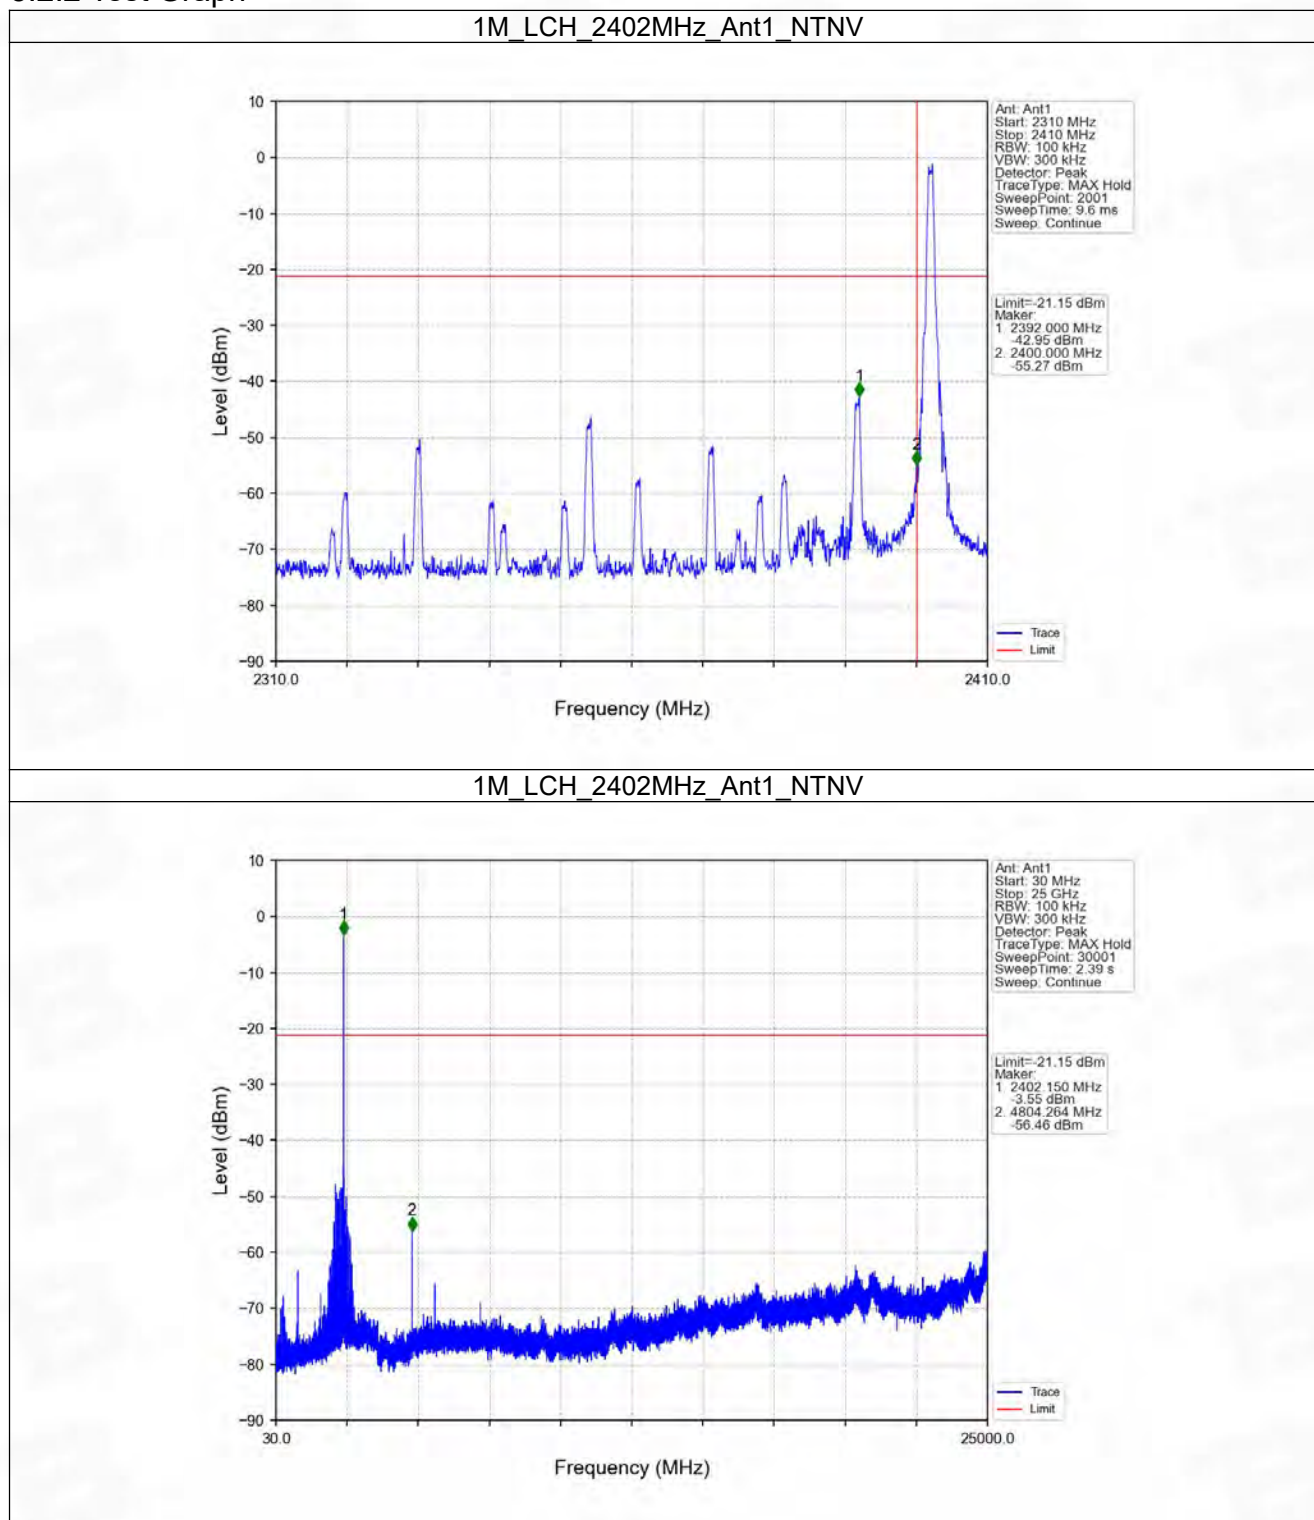 1M_LCH_2402MHz_Ant1_NTNV
10
0
−10
−20
−30
−40
−50
−60
−70
−80
−90
Level (dBm)
1
2
2310.0
2410.0
Frequency (MHz)
Ant: Ant1
Start: 2310 MHz
Stop: 2410 MHz
RBW: 100 kHz
VBW: 300 kHz
Detector: Peak
TraceType: MAX Hold
SweepPoint: 2001
SweepTime: 9.6 ms
Sweep: Continue
Limit=-21.15 dBm
Maker:
1. 2392.000 MHz
-42.95 dBm
2. 2400.000 MHz
-55.27 dBm
Trace
Limit
1M_LCH_2402MHz_Ant1_NTNV
10
0
−10
−20
−30
−40
−50
−60
−70
−80
−90
Level (dBm)
1
2
30.0
25000.0
Frequency (MHz)
Ant: Ant1
Start: 30 MHz
Stop: 25 GHz
RBW: 100 kHz
VBW: 300 kHz
Detector: Peak
TraceType: MAX Hold
SweepPoint: 30001
SweepTime: 2.39 s
Sweep: Continue
Limit=-21.15 dBm
Maker:
1. 2402.150 MHz
-3.55 dBm
2. 4804.264 MHz
-56.46 dBm
Trace
Limit